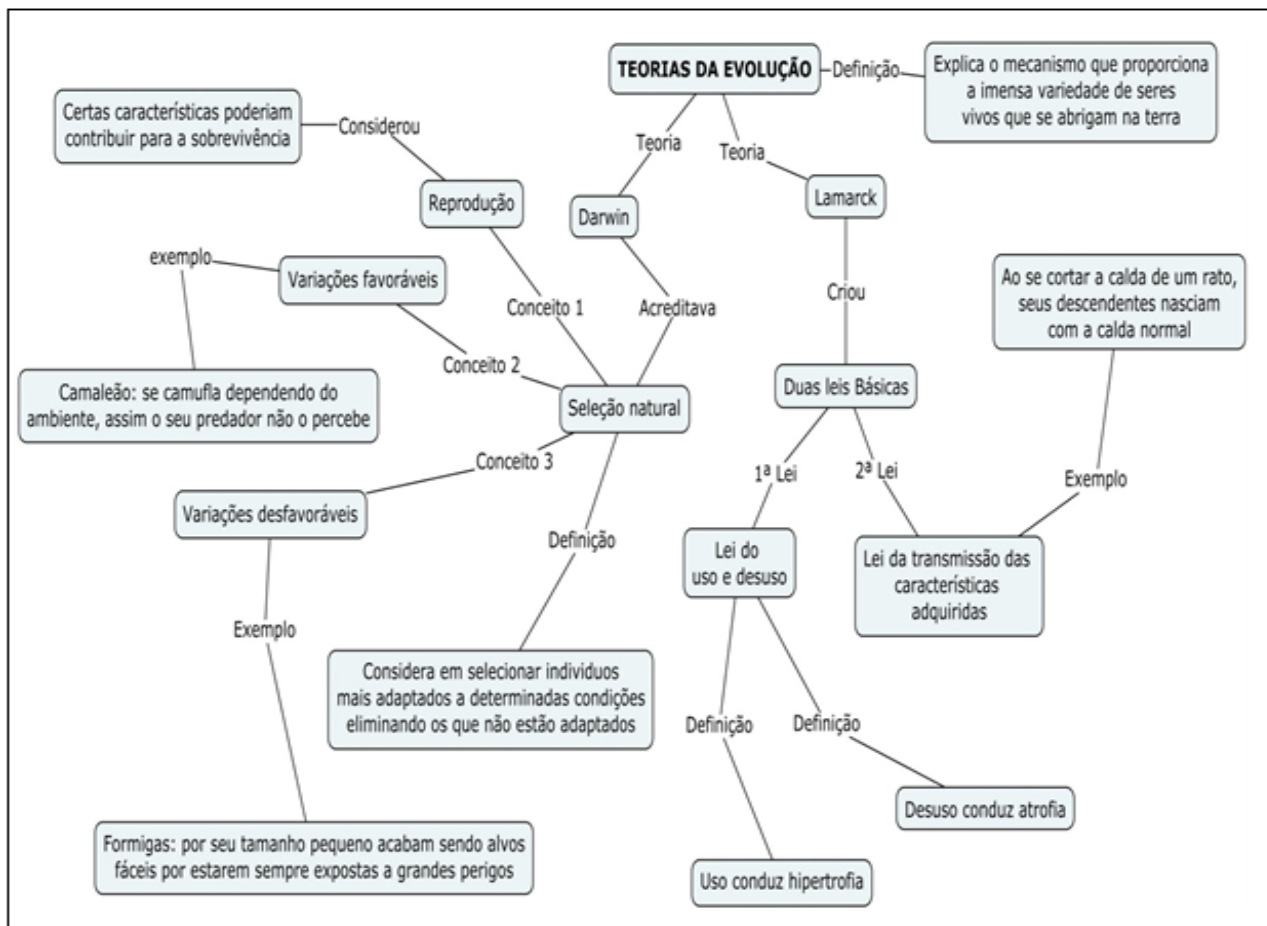 TEORIAS DA EVOLUÇÃO
Definição
Explica o mecanismo que proporciona
a imensa variedade de seres
vivos que se abrigam na terra
Certas características poderiam
contribuir para a sobrevivência
Considerou
Teoria
Teoria
Reprodução
Darwin
Lamarck
exemplo
Variações favoráveis
Conceito 1
Acreditava
Criou
Ao se cortar a calda de um rato,
seus descendentes nasciam
com a calda normal
Conceito 2
Camaleão: se camufla dependendo do
ambiente, assim o seu predador não o percebe
Seleção natural
Duas leis Básicas
Conceito 3
1ª Lei
2ª Lei
Exemplo
Variações desfavoráveis
Definição
Lei do
uso e desuso
Lei da transmissão das
características
adquiridas
Exemplo
Considera em selecionar individuos
mais adaptados a determinadas condições
eliminando os que não estão adaptados
Definição
Definição
Desuso conduz atrofia
Formigas: por seu tamanho pequeno acabam sendo alvos
fáceis por estarem sempre expostas a grandes perigos
Uso conduz hipertrofia